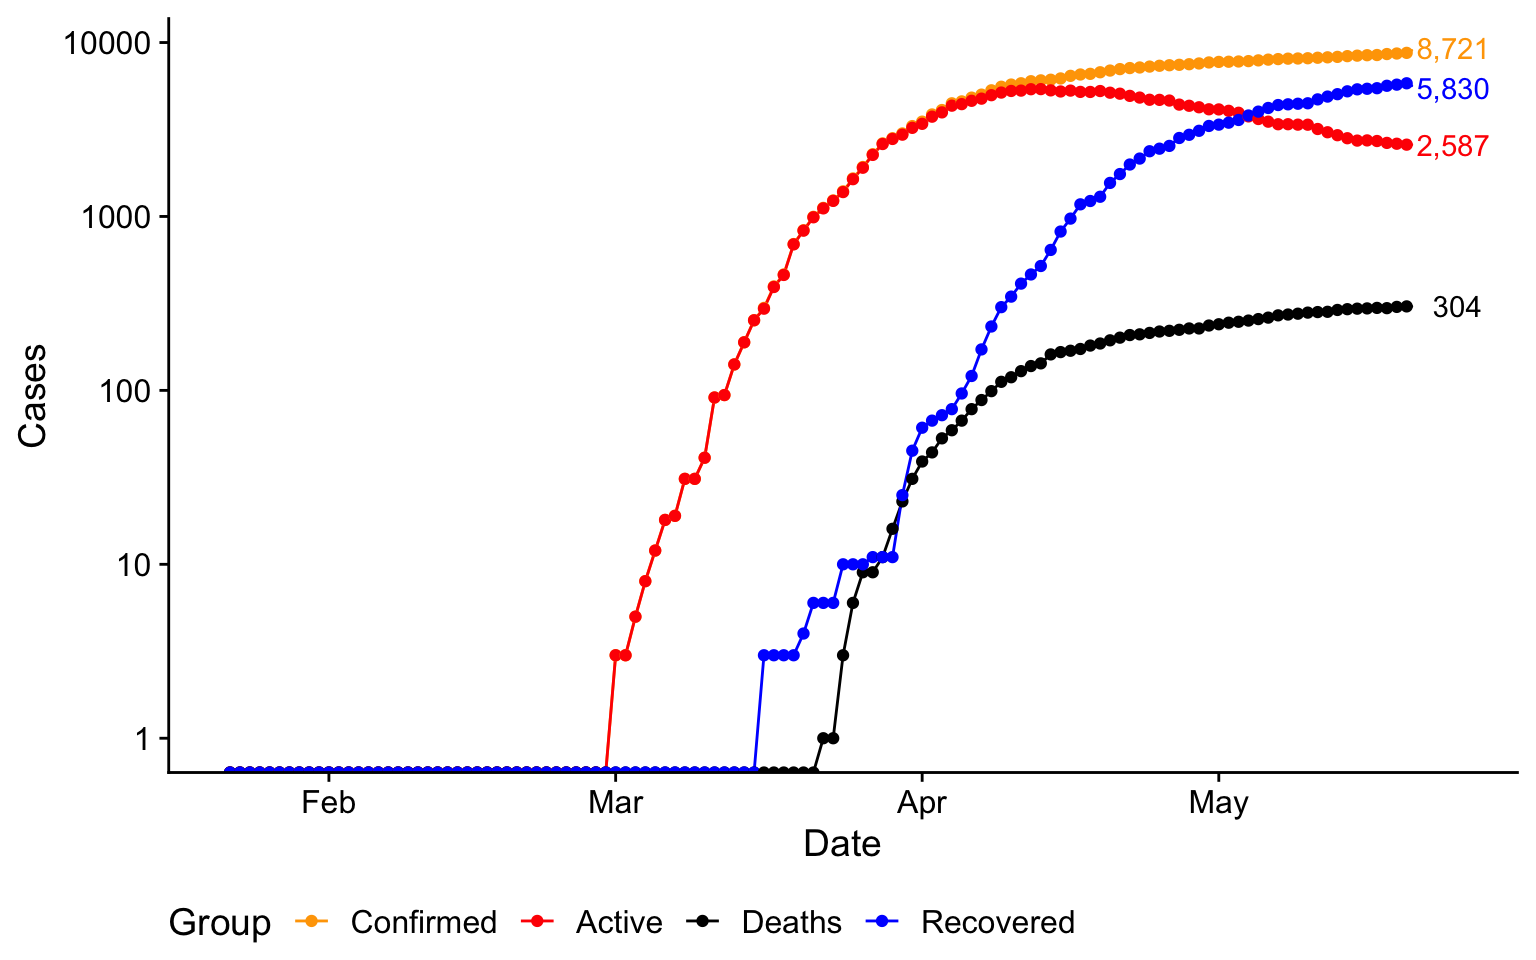 10000
1000
100
10
1
Cases
8,721
5,830
2,587
304
Feb Mar Apr May
Date
Group Confirmed Active Deaths Recovered